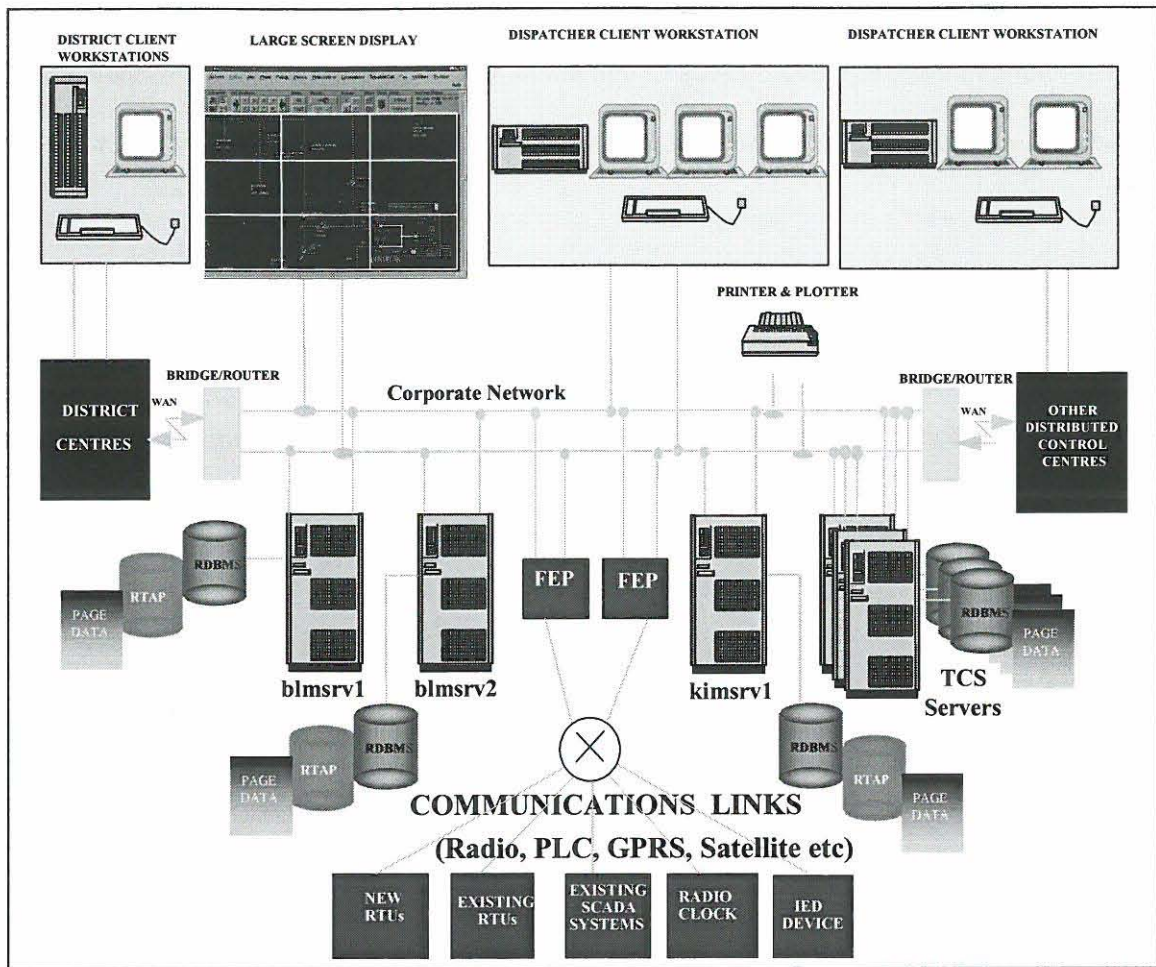 DISTRICT CLIENT
WORKSTATIONS
LARGE SCREEN DISPLAY
DISPATCHER CLIENT WORKSTATION
DISPATCHER CLIENT WORKSTATION
PRINTER & PLOTTER
BRIDGE/ROUTER
Corporate Network
BRIDGE/ROUTER
WAN
DISTRICT
CENTRES
WAN
OTHER
DISTRIBUTED
CONTROL
CENTRES
RDBMS
RTAP
PAGE
DATA
FEP
FEP
RDBMS
PAGE
DATA
blmsrv1
blmsrv2
kimsrv1
TCS
Servers
RDBMS
RTAP
PAGE
DATA
RDBMS
RTAP
PAGE
DATA
COMMUNICATIONS LINKS
(Radio, PLC, GPRS, Satellite etc)
NEW
RTUs
EXISTING
RTUs
EXISTING
SCADA
SYSTEMS
RADIO
CLOCK
IED
DEVICE